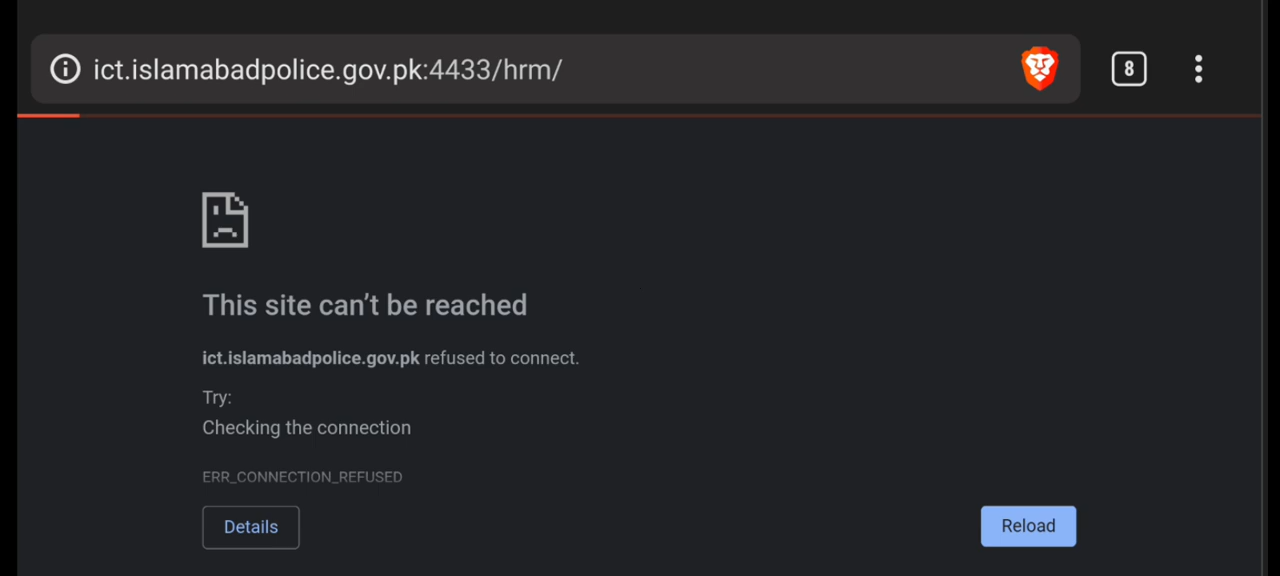 ict.islamabadpolice.gov.pk:4433/hrm/
8
This site can’t be reached
ict.islamabadpolice.gov.pk refused to connect.
Try:
Checking the connection
ERR_CONNECTION_REFUSED
Details
Reload